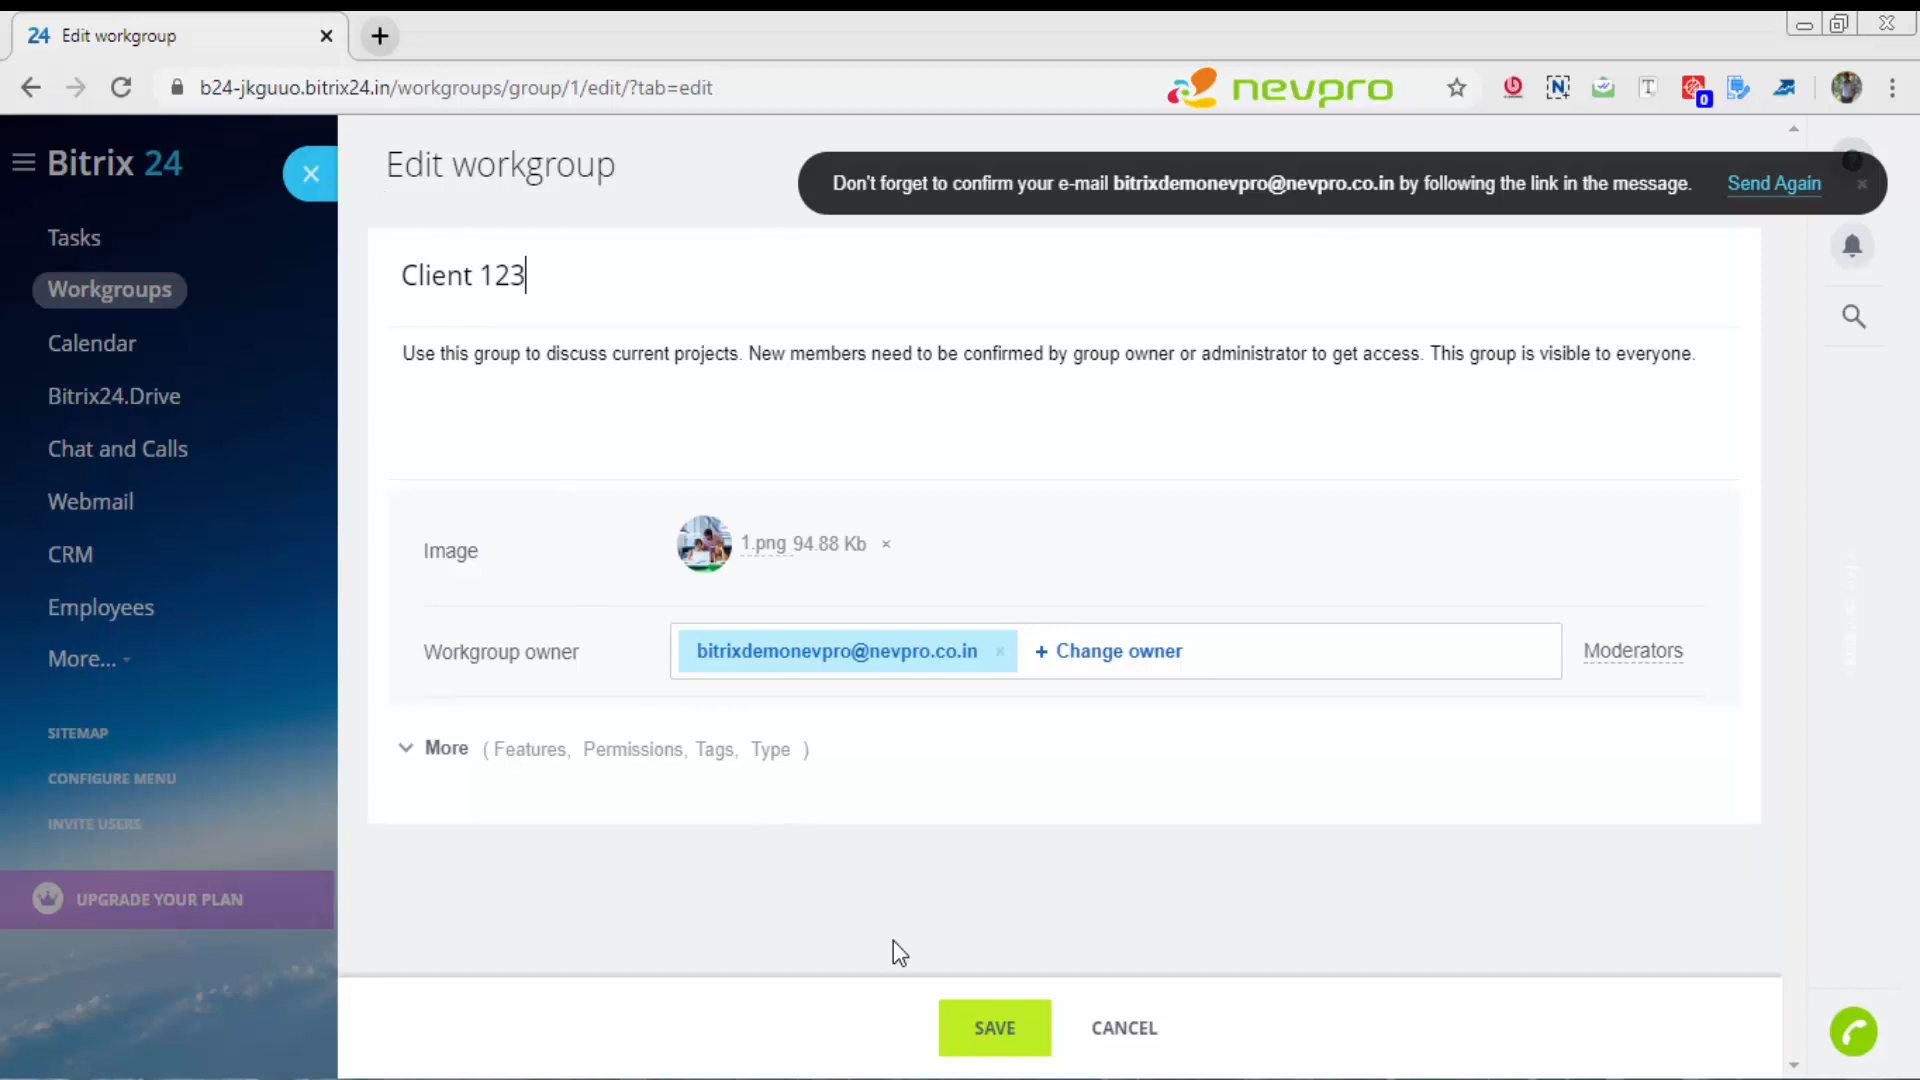 24 Edit workgroup
b24-jkguuo.bitrix24.in/workgroups/group/1/edit/?tab=edit
nevpro
0
Bitrix 24
Edit workgroup
Don't forget to confirm your e-mail bitrixdemonevpro@nevpro.co.in by following the link in the message. Send Again
Tasks
Workgroups
Calendar
Bitrix24.Drive
Chat and Calls
Webmail
CRM
Employees
More...
SITEMAP
CONFIGURE MENU
INVITE USERS
UPGRADE YOUR PLAN
Client 123
Use this group to discuss current projects. New members need to be confirmed by group owner or administrator to get access. This group is visible to everyone.
Image
1.png 94.88 Kb
Workgroup owner
bitrixdemonevpro@nevpro.co.in
+ Change owner
Moderators
More ( Features, Permissions, Tags, Type )
SAVE
CANCEL